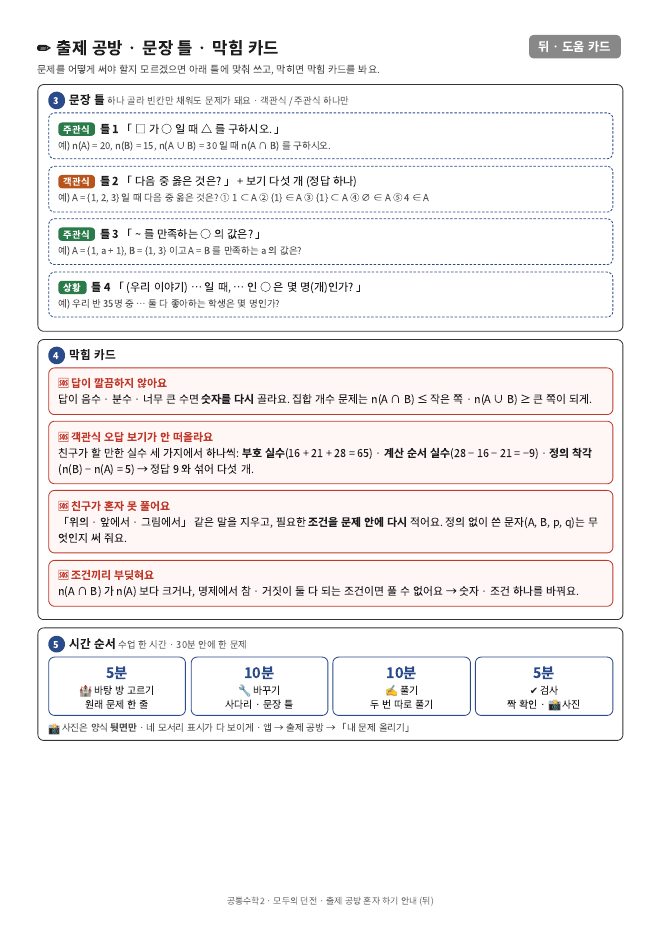 ✏ 출제 공방 · 문장 틀 · 막힘 카드
뒤 · 도움 카드
문제를 어떻게 써야 할지 모르겠으면 아래 틀에 맞춰 쓰고, 막히면 막힘 카드를 봐요.
3 문장 틀 하나 골라 빈칸만 채워도 문제가 돼요 · 객관식 / 주관식 하나만
주관식 틀 1 「 □ 가 ○ 일 때 △ 를 구하시오. 」
예) n(A) = 20, n(B) = 15, n(A ∪ B) = 30 일 때 n(A ∩ B) 를 구하시오.
객관식 틀 2 「 다음 중 옳은 것은? 」 + 보기 다섯 개 (정답 하나)
예) A = {1, 2, 3} 일 때 다음 중 옳은 것은? ① 1 ⊂ A ② {1} ∈ A ③ {1} ⊂ A ④ ∅ ∈ A ⑤ 4 ∈ A
주관식 틀 3 「 ~ 를 만족하는 ○ 의 값은? 」
예) A = {1, a + 1}, B = {1, 3} 이고 A = B 를 만족하는 a 의 값은?
상황 틀 4 「 (우리 이야기) … 일 때, … 인 ○ 은 몇 명(개)인가? 」
예) 우리 반 35명 중 … 둘 다 좋아하는 학생은 몇 명인가?
4 막힘 카드
🆘 답이 깔끔하지 않아요
답이 음수 · 분수 · 너무 큰 수면 숫자를 다시 골라요. 집합 개수 문제는 n(A ∩ B) ≤ 작은 쪽 · n(A ∪ B) ≥ 큰 쪽이 되게.
🆘 객관식 오답 보기가 안 떠올라요
친구가 할 만한 실수 세 가지에서 하나씩: 부호 실수(16 + 21 + 28 = 65) · 계산 순서 실수(28 − 16 − 21 = −9) · 정의 착각
(n(B) − n(A) = 5) → 정답 9 와 섞어 다섯 개.
🆘 친구가 혼자 못 풀어요
「위의 · 앞에서 · 그림에서」 같은 말을 지우고, 필요한 조건을 문제 안에 다시 적어요. 정의 없이 쓴 문자(A, B, p, q)는 무
엇인지 써 줘요.
🆘 조건끼리 부딪혀요
n(A ∩ B) 가 n(A) 보다 크거나, 명제에서 참 · 거짓이 둘 다 되는 조건이면 풀 수 없어요 → 숫자 · 조건 하나를 바꿔요.
5 시간 순서 수업 한 시간 · 30분 안에 한 문제
5분
🏰 바탕 방 고르기
원래 문제 한 줄
10분
🔧 바꾸기
사다리 · 문장 틀
10분
✍ 풀기
두 번 따로 풀기
5분
✔ 검사
짝 확인 · 📸 사진
📸 사진은 양식 뒷면만 · 네 모서리 표시가 다 보이게 · 앱 → 출제 공방 → 「내 문제 올리기」
공통수학2 · 모두의 던전 · 출제 공방 혼자 하기 안내 (뒤)